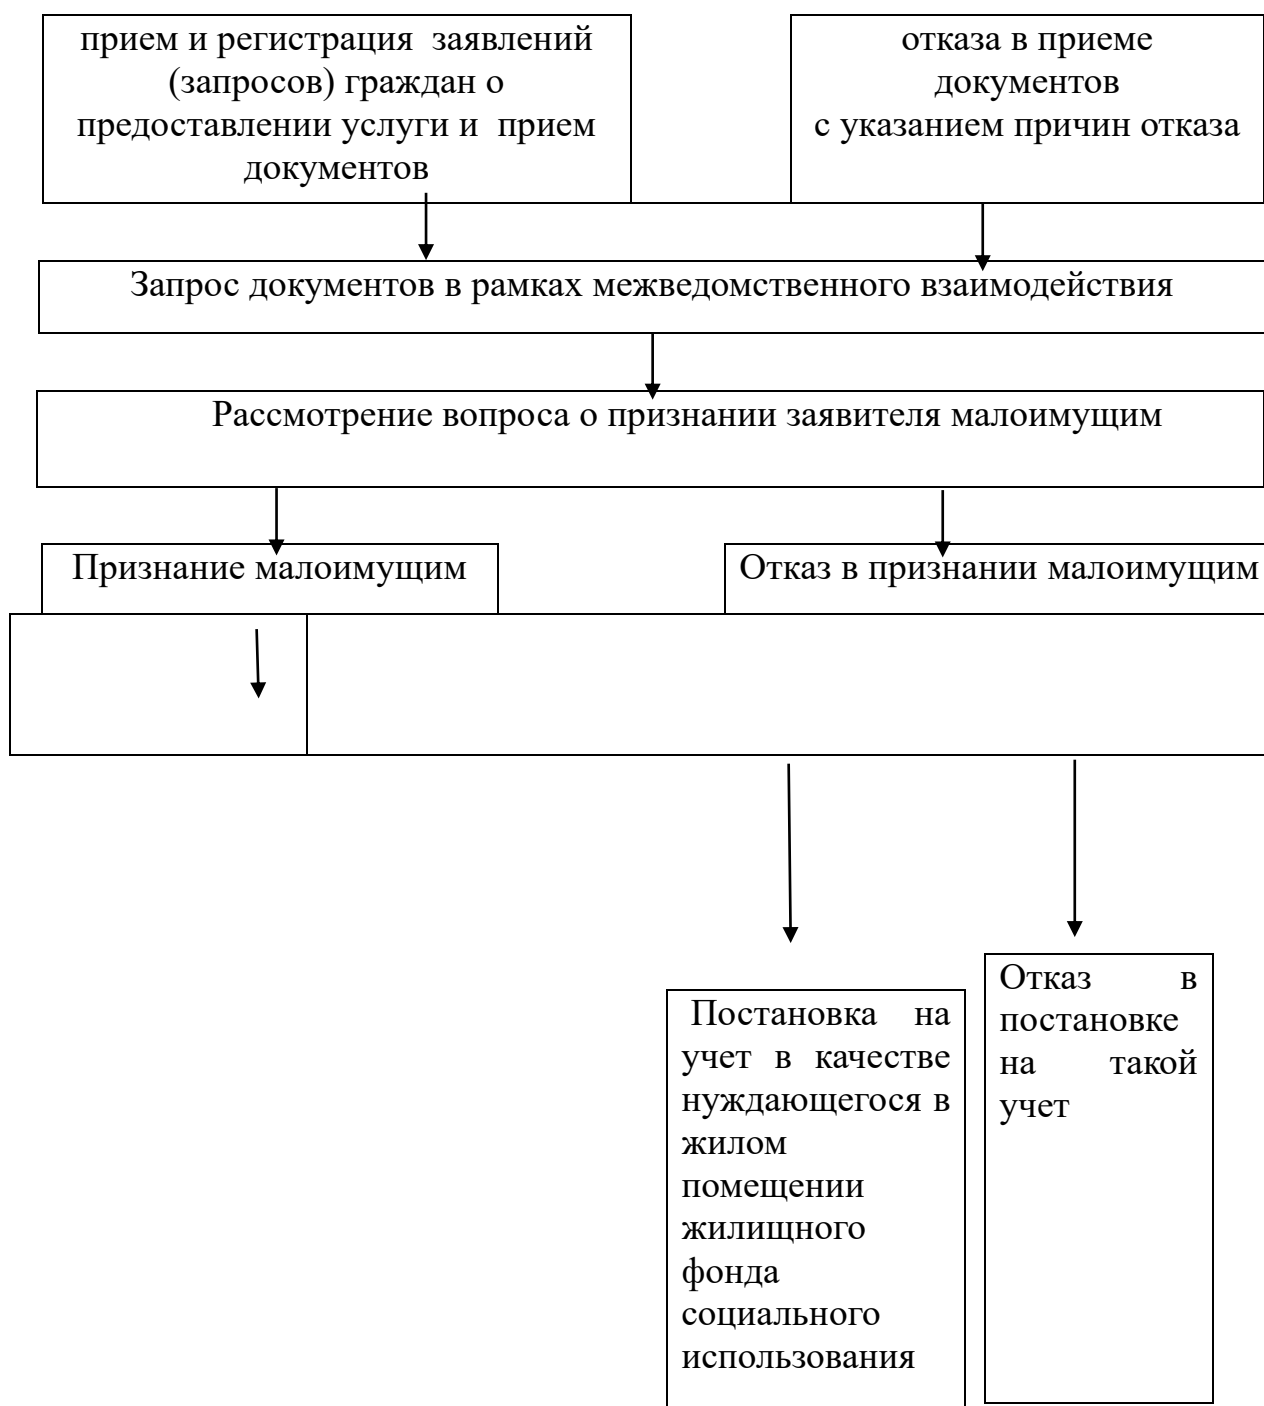 прием и регистрация  заявлений
(запросов) граждан о
предоставлении услуги и  прием
документов
отказа в приеме
документов
с указанием причин отказа
Запрос документов в рамках межведомственного взаимодействия
Рассмотрение вопроса о признании заявителя малоимущим
Признание малоимущим
Отказ в признании малоимущим
Постановка на
учет в качестве
нуждающегося в
жилом
помещении
жилищного
фонда
социального
использования
Отказ в
постановке
на такой
учет